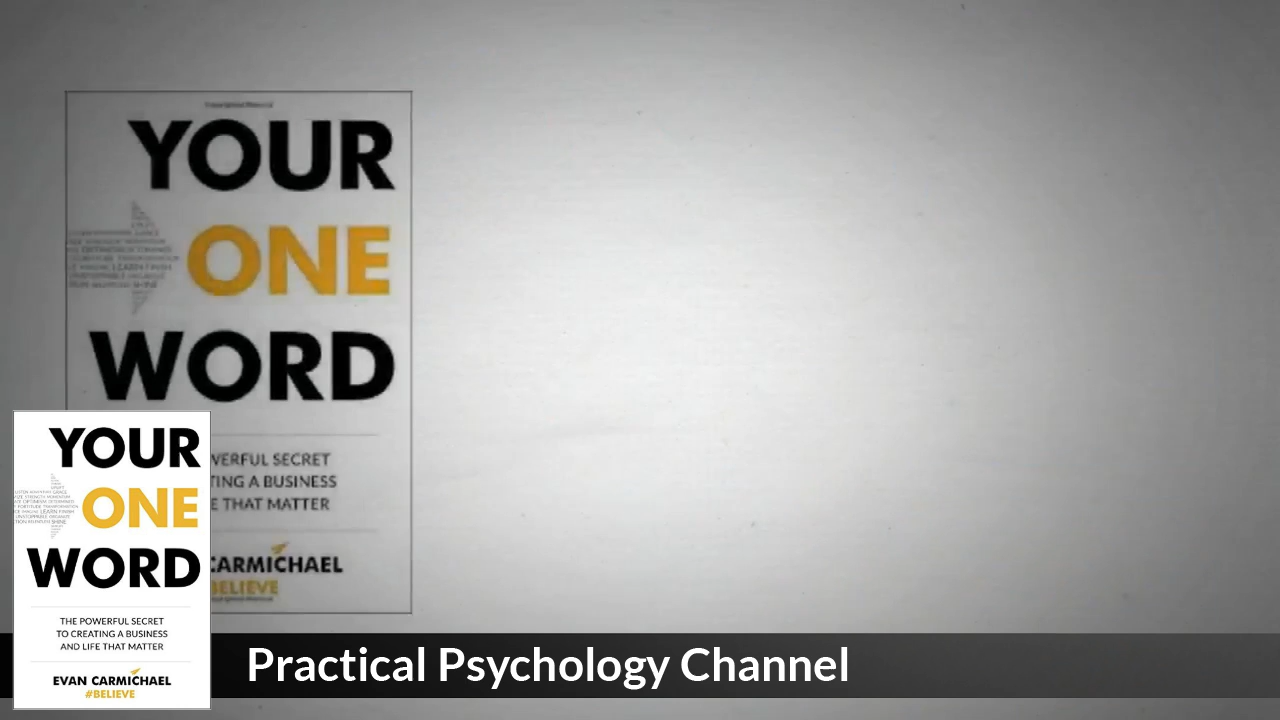 YOUR
ONE
WORD
WERFUL SECRET
TING A BUSINESS
E THAT MATTER
CARMICHAEL
BELIEVE
YOUR
ONE
WORD
THE POWERFUL SECRET
TO CREATING A BUSINESS
AND LIFE THAT MATTER
EVAN CARMICHAEL
#BELIEVE
Practical Psychology Channel